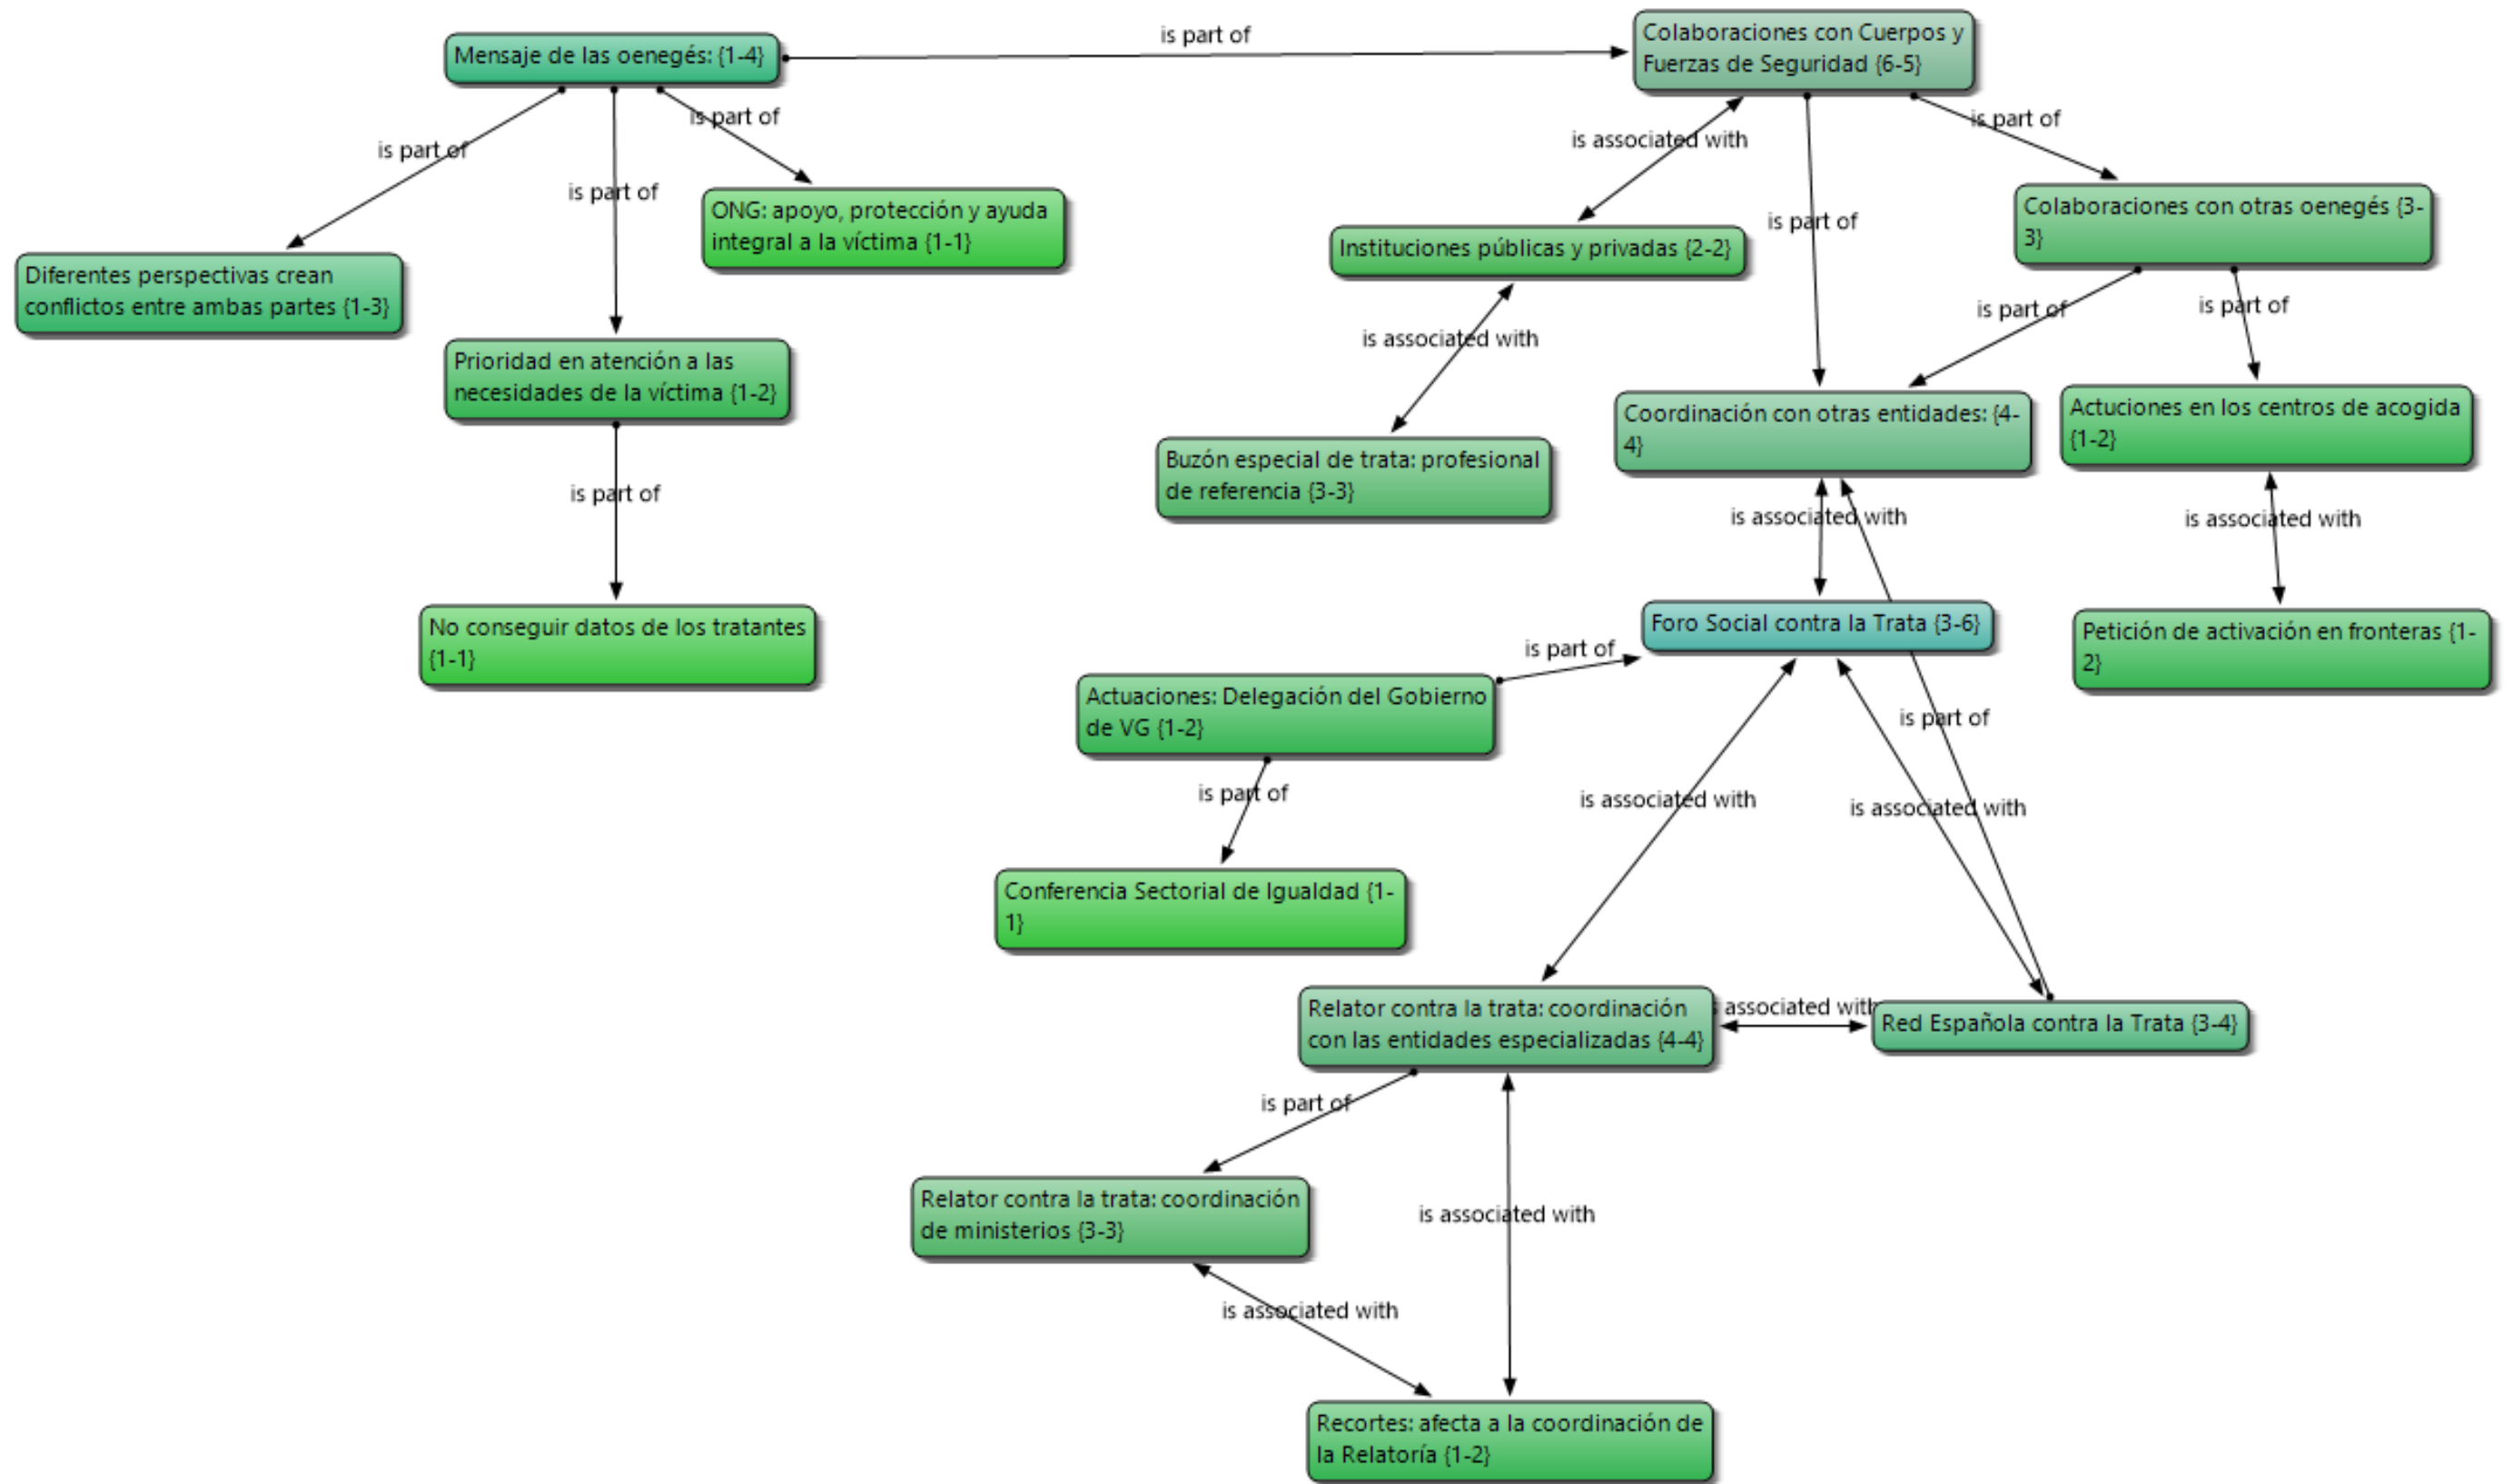 Mensaje de las oenegés: {1-4}
is part of
Colaboraciones con Cuerpos y
Fuerzas de Seguridad {6-5}
is part of
is part of
is part of
ONG: apoyo, protección y ayuda
integral a la víctima {1-1}
Diferentes perspectivas crean
conflictos entre ambas partes {1-3}
Prioridad en atención a las
necesidades de la víctima {1-2}
is part of
No conseguir datos de los tratantes
{1-1}
is associated with
is part of
is part of
Instituciones públicas y privadas {2-2}
Colaboraciones con otras oenegés {3-
3}
is associated with
is part of
is part of
Buzón especial de trata: profesional
de referencia {3-3}
Coordinación con otras entidades: {4-
4}
Actuciones en los centros de acogida
{1-2}
is associated with
is associated with
Foro Social contra la Trata {3-6}
Petición de activación en fronteras {1-
2}
is part of
Actuaciones: Delegación del Gobierno
de VG {1-2}
is part of
is part of
is associated with
is associated with
Conferencia Sectorial de Igualdad {1-
1}
Relator contra la trata: coordinación
con las entidades especializadas {4-4}
associated with
Red Española contra la Trata {3-4}
is part of
Relator contra la trata: coordinación
de ministerios {3-3}
is associated with
is associated with
Recortes: afecta a la coordinación de
la Relatoría {1-2}